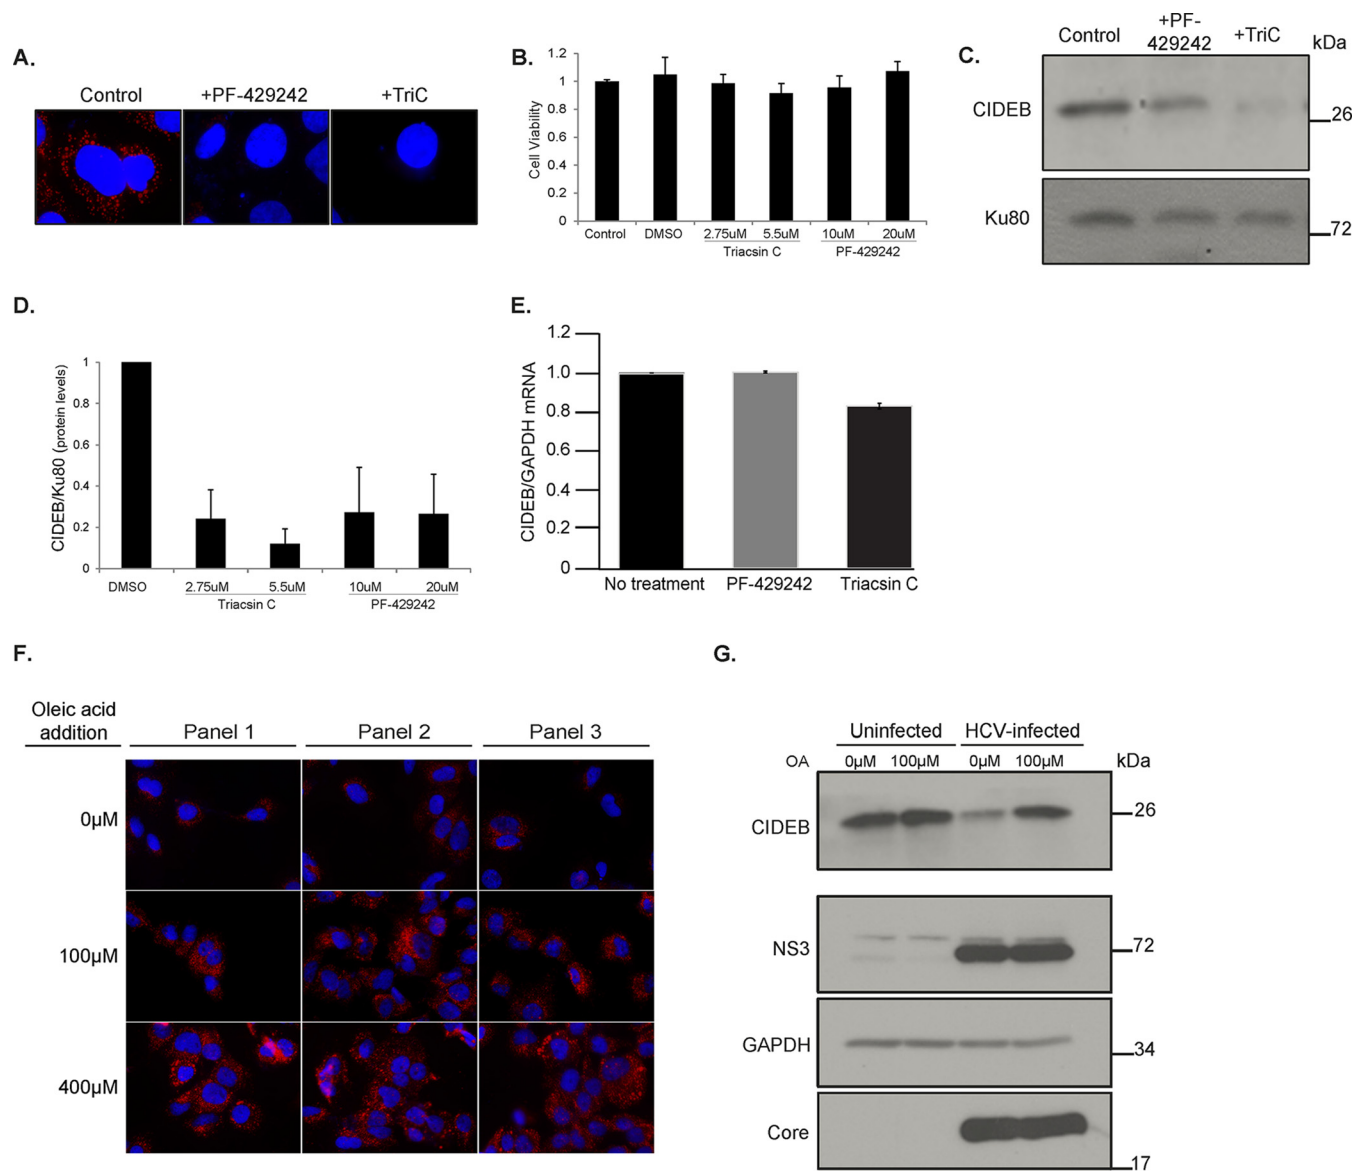 A.
Control
+PF-429242
+TriC
B.
Cell Viability
1.2
1
0.8
0.6
0.4
0.2
0
Control
DMSO
2.75uM
5.5uM
10uM
20uM
Triacsin C
PF-429242
C.
Control
+PF-
429242
+TriC
kDa
CIDEB
26
Ku80
72
D.
CIDEB/Ku80 (protein levels)
1
0.8
0.6
0.4
0.2
0
DMSO
2.75uM
5.5uM
10uM
20uM
Triacsin C
PF-429242
E.
CIDEB/GAPDH mRNA
1.2
1.0
0.8
0.6
0.4
0.2
0
No treatment
PF-429242
Triacsin C
F.
Oleic acid
addition
Panel 1
Panel 2
Panel 3
0µM
100µM
400µM
G.
Uninfected
HCV-infected
OA
0µM
100µM
0µM
100µM
kDa
CIDEB
26
NS3
72
GAPDH
34
Core
17